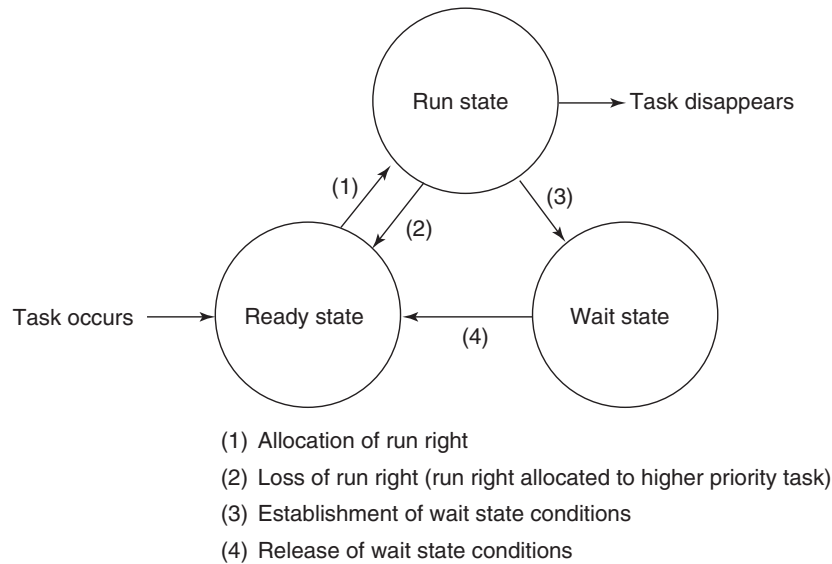 Run state
Task disappears
(1)
(2)
(3)
Task occurs
Ready state
Wait state
(4)
(1) Allocation of run right
(2) Loss of run right (run right allocated to higher priority task)
(3) Establishment of wait state conditions
(4) Release of wait state conditions